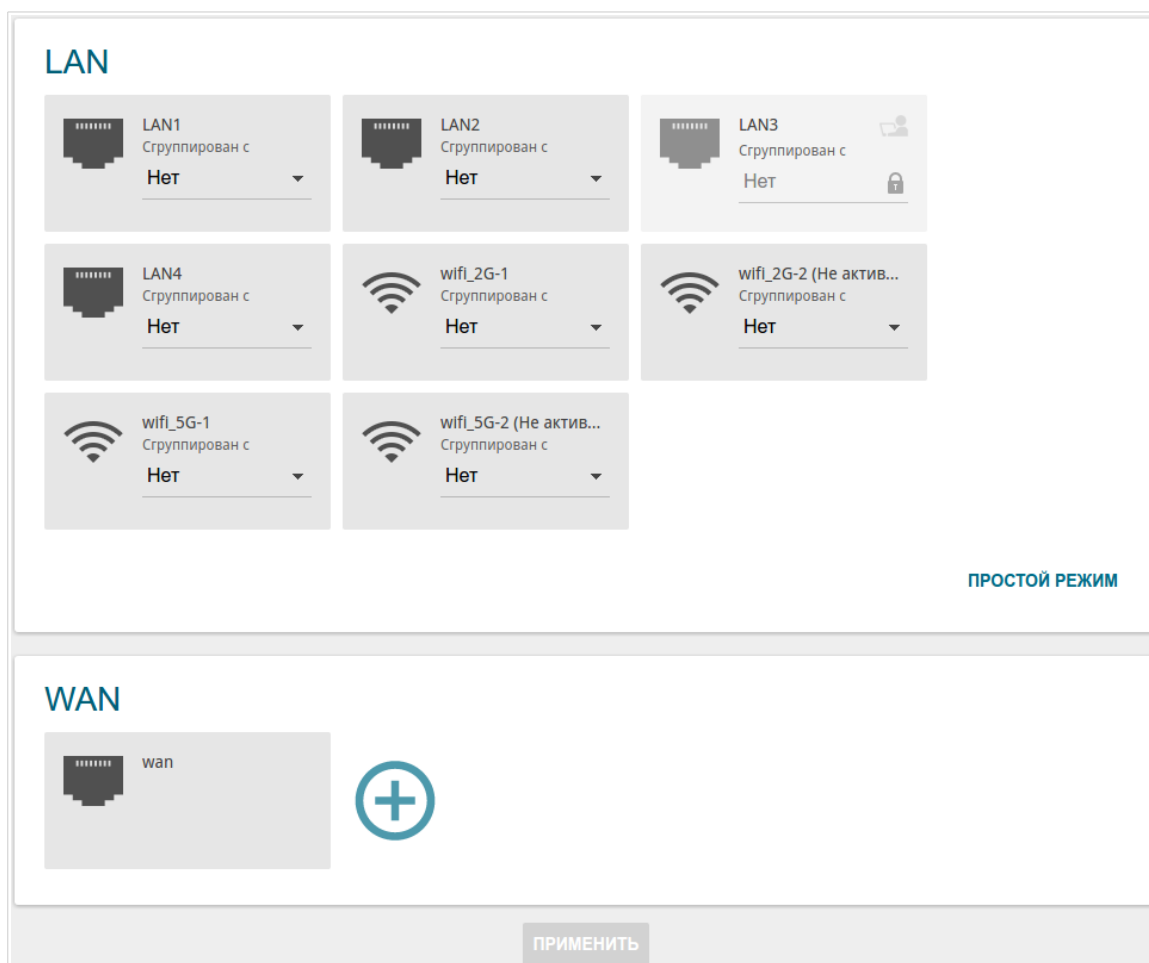 LAN
LAN1
Сгруппирован с
Нет
LAN2
Сгруппирован с
Нет
LAN3
Сгруппирован с
Нет
LAN4
Сгруппирован с
Нет
wifi_2G-1
Сгруппирован с
Нет
wifi_2G-2 (Не актив...
Сгруппирован с
Нет
wifi_5G-1
Сгруппирован с
Нет
wifi_5G-2 (Не актив...
Сгруппирован с
Нет
ПРОСТОЙ РЕЖИМ
WAN
wan
ПРИМЕНИТЬ